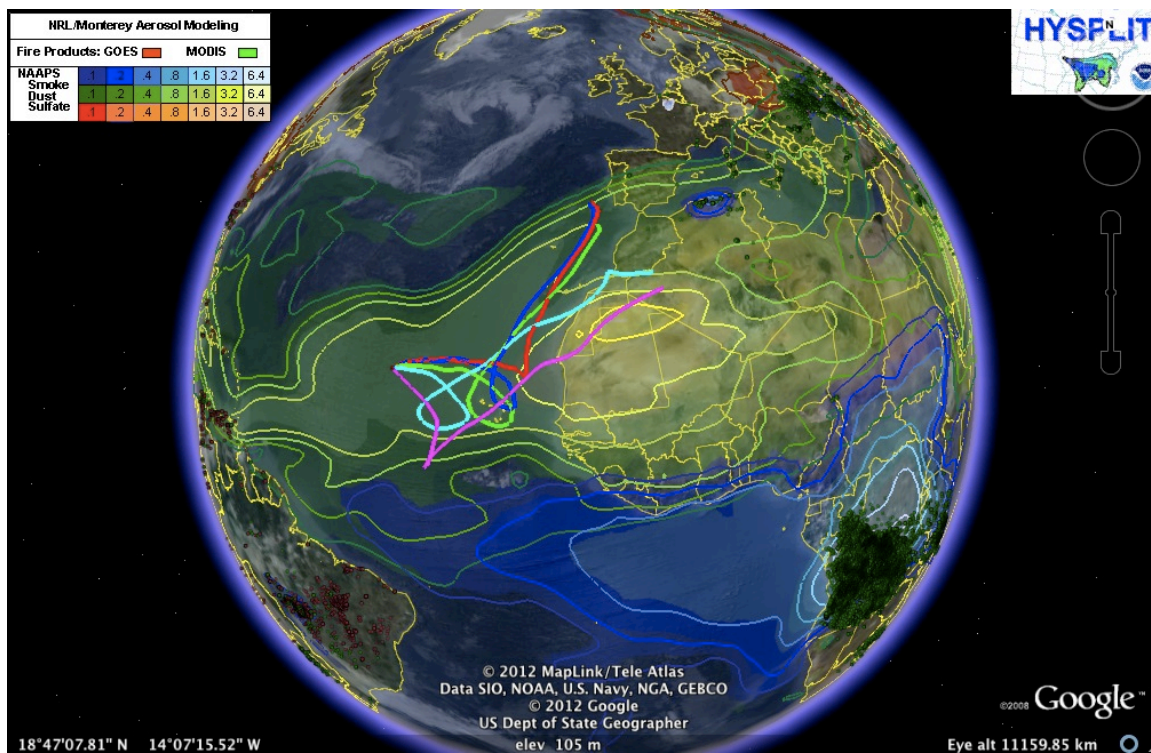 NRL/Monterey Aerosol Modeling
Fire Products: GOES MODIS
NAAPS
Smoke .1 .2 .4 .8 1.6 3.2 6.4
Dust .1 .2 .4 .8 1.6 3.2 6.4
Sulfate .1 .2 .4 .8 1.6 3.2 6.4
HYSPLIT
N
NOAA
© 2012 MapLink/Tele Atlas
Data SIO, NOAA, U.S. Navy, NGA, GEBCO
© 2012 Google
US Dept of State Geographer
©2008 Google™
18°47'07.81" N 14°07'15.52" W elev 105 m Eye alt 11159.85 km